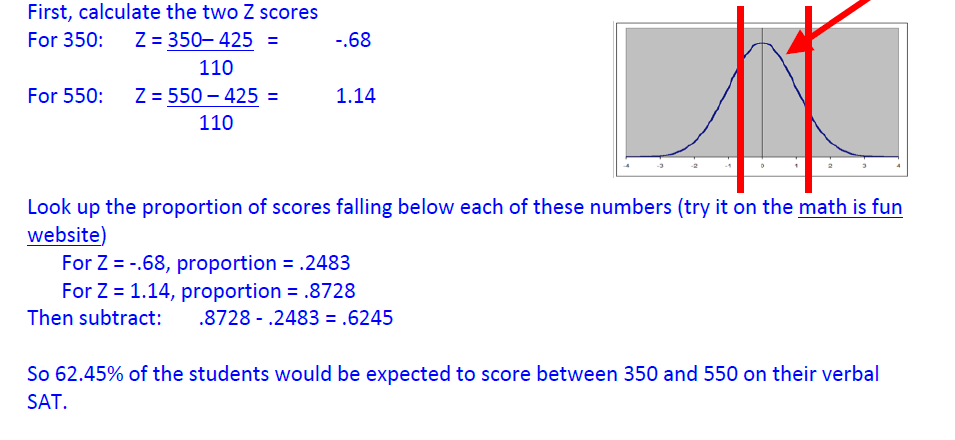 First, calculate the two Z scores
For 350: Z = 350– 425 = -.68
110
For 550: Z = 550 – 425 = 1.14
110
-4 -3 -2 -1 0 1 2 3 4
Look up the proportion of scores falling below each of these numbers (try it on the math is fun
website)
For Z = -.68, proportion = .2483
For Z = 1.14, proportion = .8728
Then subtract: .8728 - .2483 = .6245
So 62.45% of the students would be expected to score between 350 and 550 on their verbal
SAT.